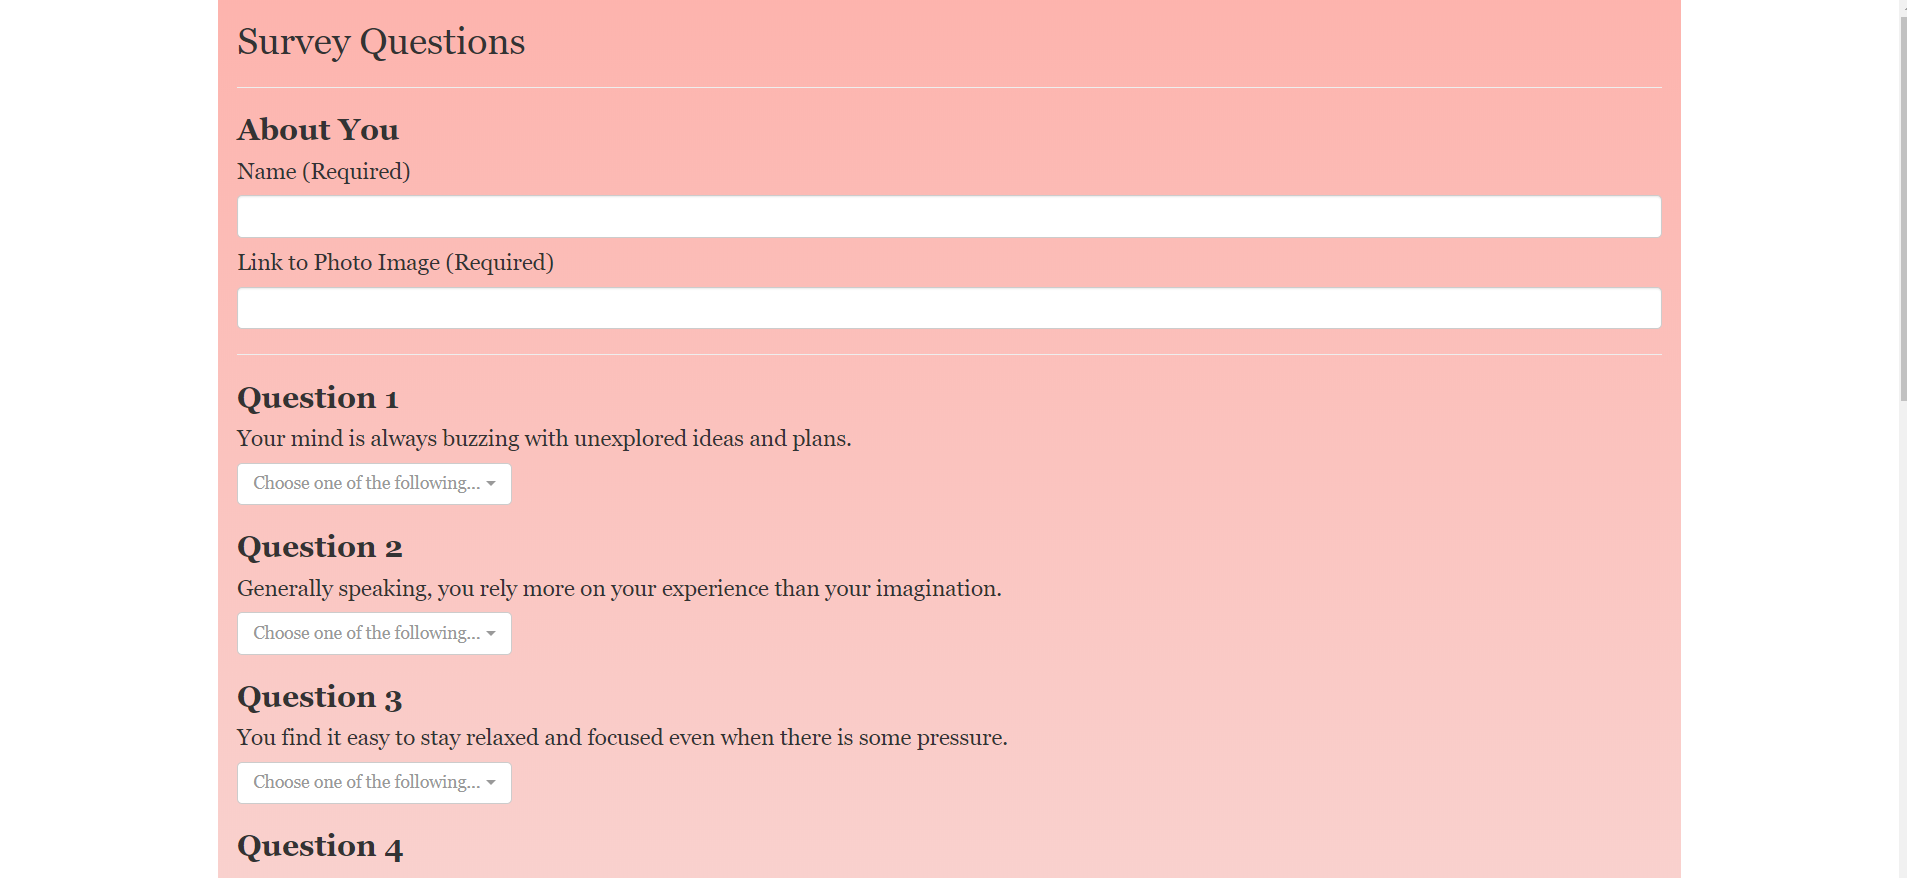 Survey Questions
About You
Name (Required)
Link to Photo Image (Required)
Question 1
Your mind is always buzzing with unexplored ideas and plans.
Choose one of the following...
Question 2
Generally speaking, you rely more on your experience than your imagination.
Choose one of the following...
Question 3
You find it easy to stay relaxed and focused even when there is some pressure.
Choose one of the following...
Question 4